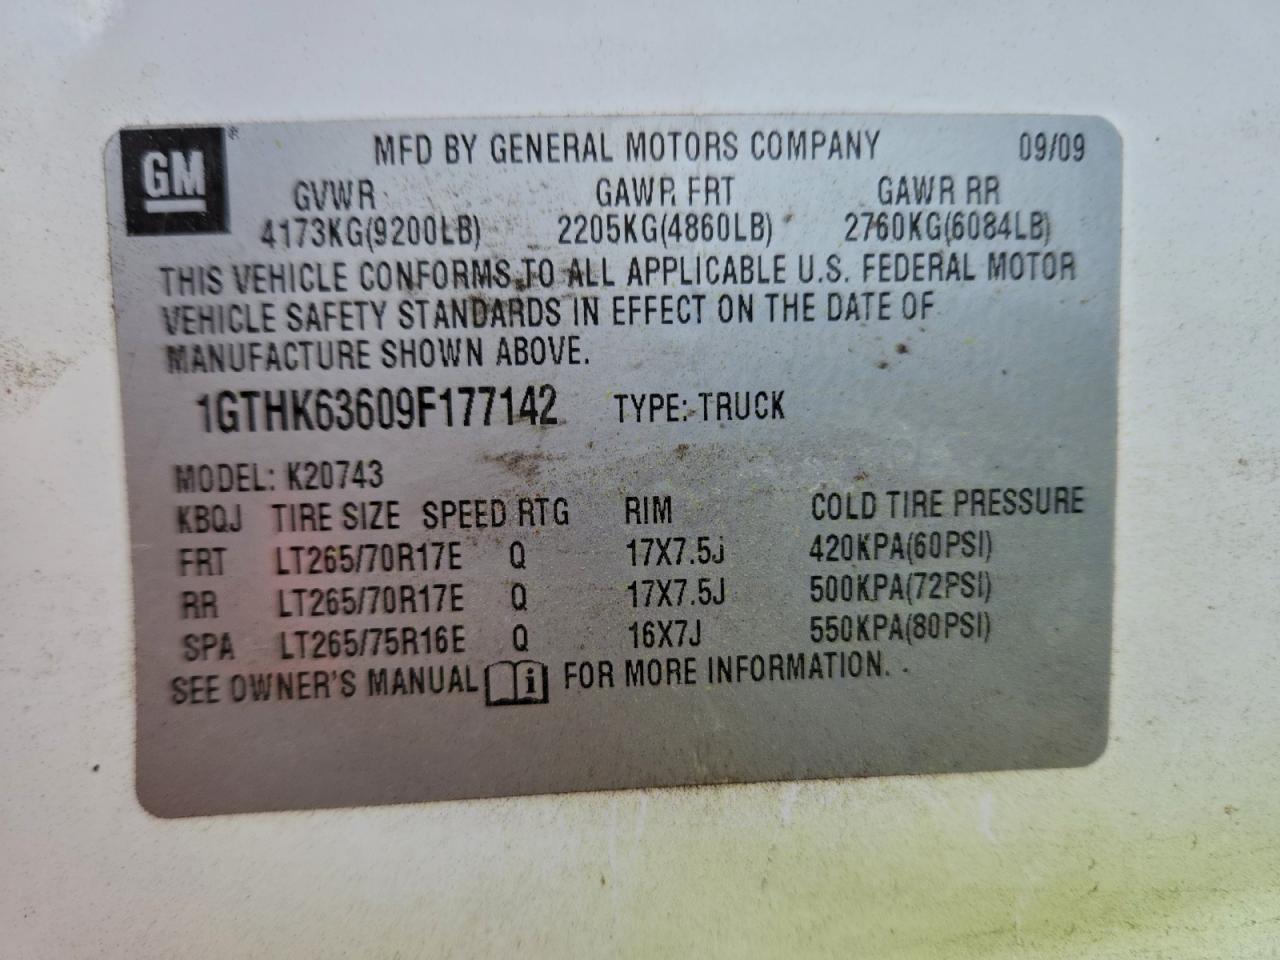 GM
MFD BY GENERAL MOTORS COMPANY 09/09
GVWR GAWR FRT GAWR RR
4173KG(9200LB) 2205KG(4860LB) 2760KG(6084LB)
THIS VEHICLE CONFORMS TO ALL APPLICABLE U.S. FEDERAL MOTOR
VEHICLE SAFETY STANDARDS IN EFFECT ON THE DATE OF
MANUFACTURE SHOWN ABOVE.
1GTHK63609F177142 TYPE: TRUCK
MODEL: K20743
KBQJ TIRE SIZE SPEED RTG RIM COLD TIRE PRESSURE
FRT LT265/70R17E Q 17X7.5J 420KPA(60PSI)
RR LT265/70R17E Q 17X7.5J 500KPA(72PSI)
SPA LT265/75R16E Q 16X7J 550KPA(80PSI)
SEE OWNER'S MANUAL i FOR MORE INFORMATION.